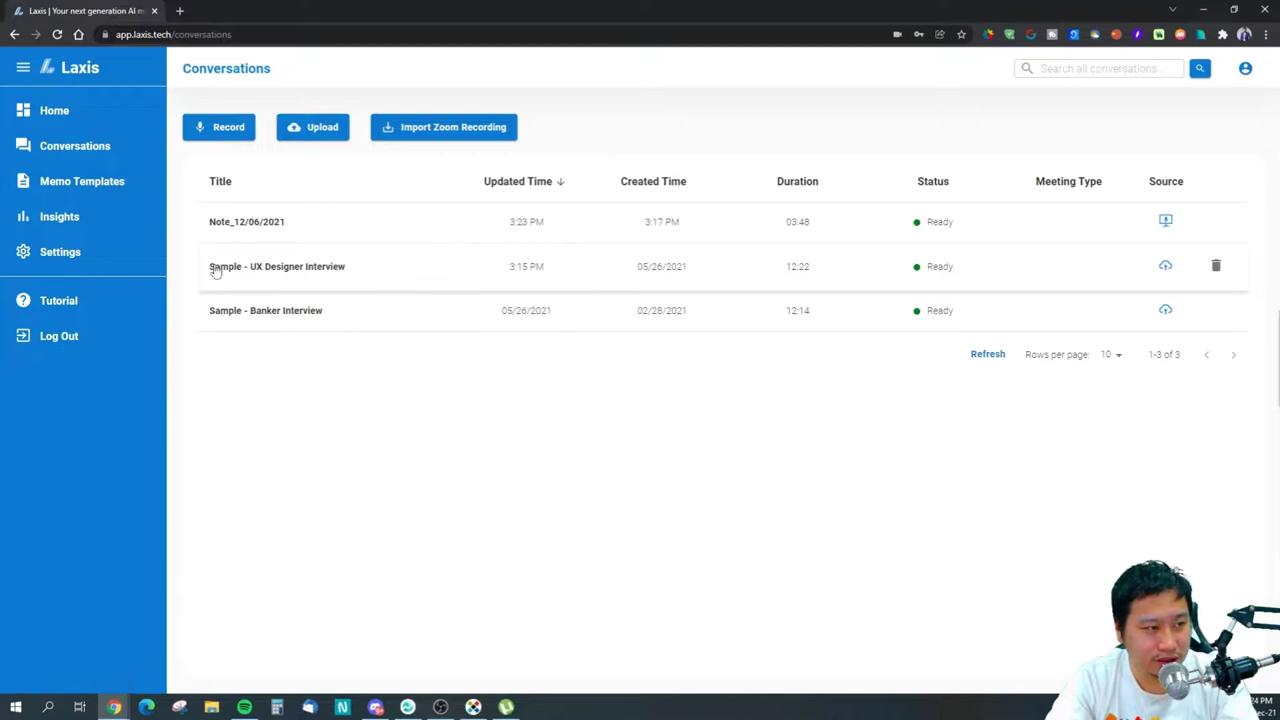 Laxis | Your next generation AI m
app.laxis.tech/conversations
Laxis
Conversations
Search all conversations...
Home
Conversations
Memo Templates
Insights
Settings
Tutorial
Log Out
Record
Upload
Import Zoom Recording
Title Updated Time Created Time Duration Status Meeting Type Source
Note_12/06/2021 3:23 PM 3:17 PM 03:48 Ready
Sample - UX Designer Interview 3:15 PM 05/26/2021 12:22 Ready
Sample - Banker Interview 05/26/2021 02/28/2021 12:14 Ready
Refresh Rows per page: 10 1-3 of 3
24 PM
ec-21